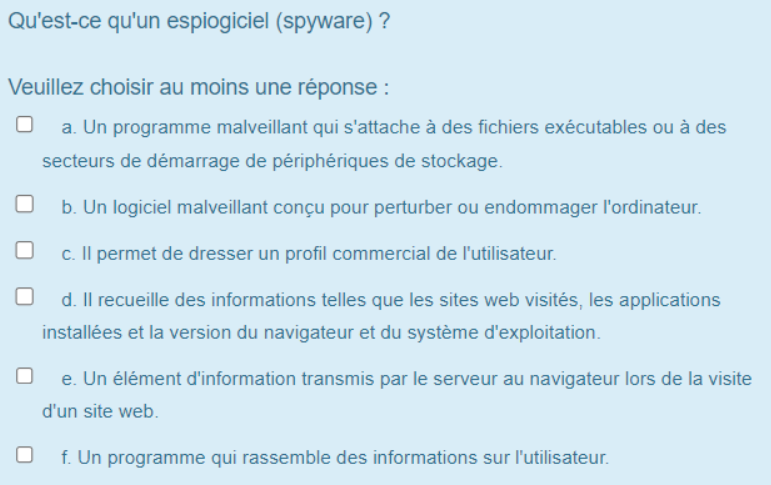 Qu'est-ce qu'un espiogiciel (spyware) ?
Veuillez choisir au moins une réponse :
a. Un programme malveillant qui s'attache à des fichiers exécutables ou à des
secteurs de démarrage de périphériques de stockage.
b. Un logiciel malveillant conçu pour perturber ou endommager l'ordinateur.
c. Il permet de dresser un profil commercial de l'utilisateur.
d. Il recueille des informations telles que les sites web visités, les applications
installées et la version du navigateur et du système d'exploitation.
e. Un élément d'information transmis par le serveur au navigateur lors de la visite
d'un site web.
f. Un programme qui rassemble des informations sur l'utilisateur.